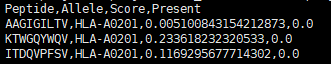 Peptide,Allele,Score,Present
AAGIGILTV,HLA-A0201,0.005100843154212873,0.0
KTWGQYWQV,HLA-A0201,0.233618232320533,0.0
ITDQVPFSV,HLA-A0201,0.1169295677714302,0.0